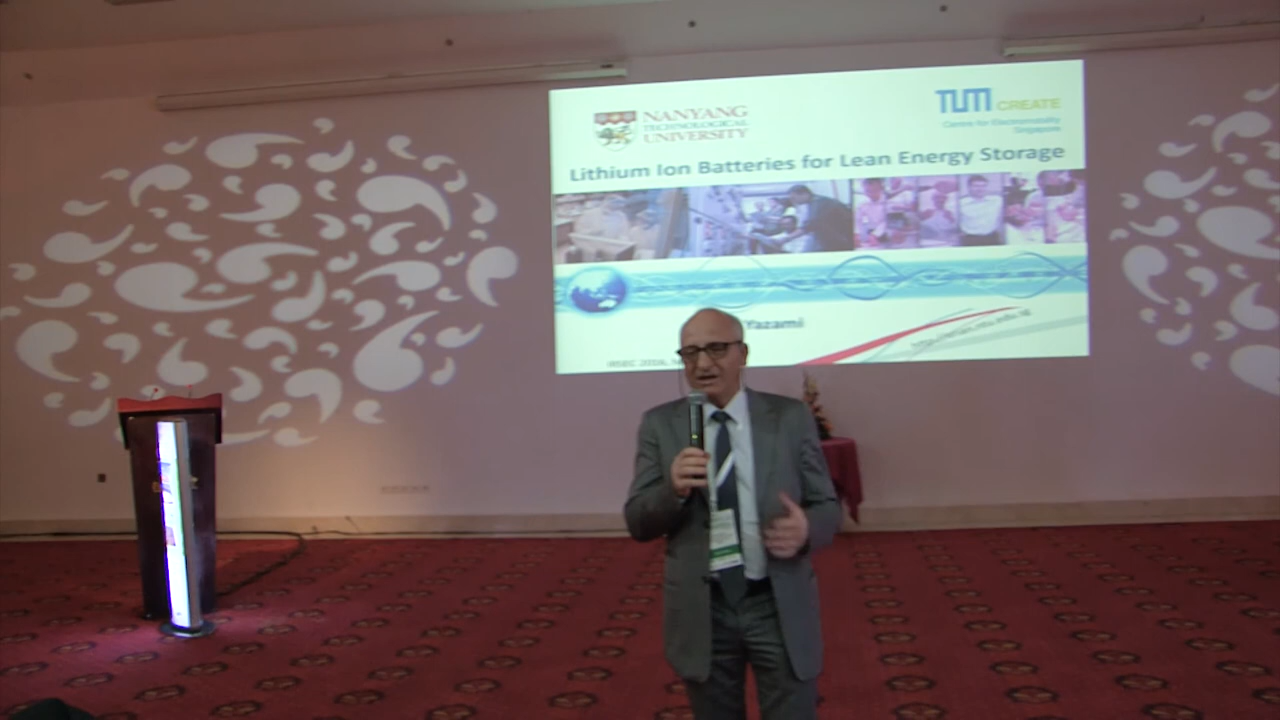 NANYANG
TECHNOLOGICAL
UNIVERSITY
TUM CREATE
Centre for Electromobility
Singapore
Lithium Ion Batteries for Lean Energy Storage
Yazami